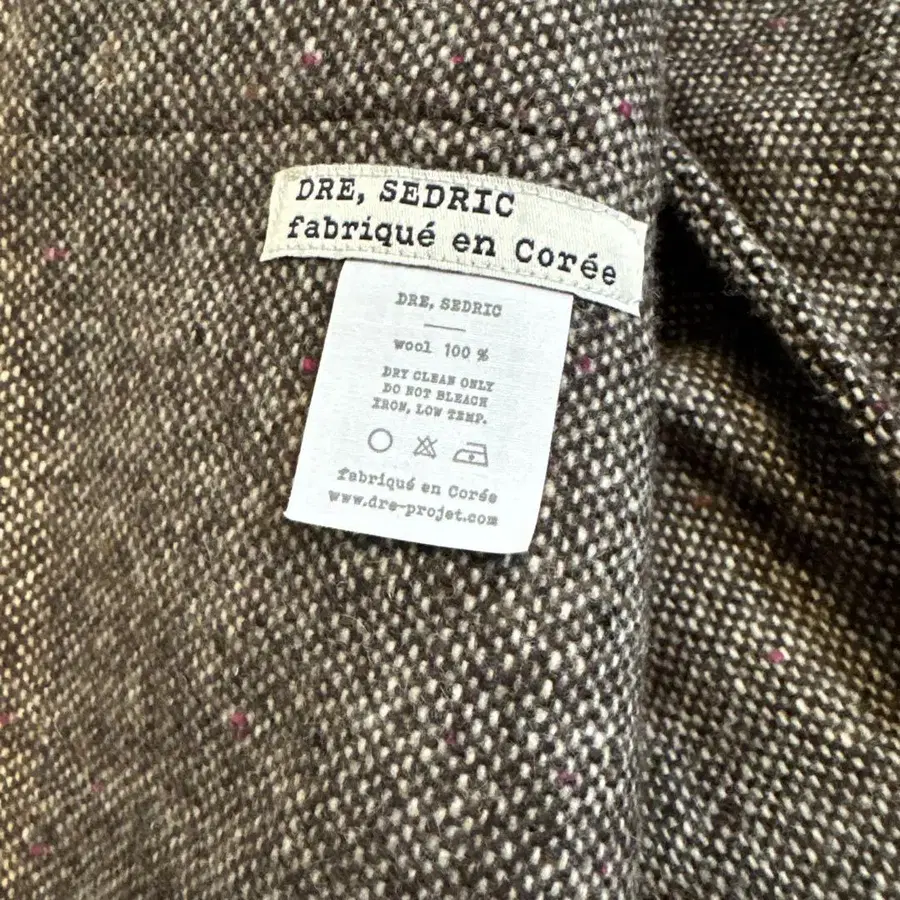 DRE, SEDRIC
fabriqué en Corée
DRE, SEDRIC
wool 100 %
DRY CLEAN ONLY
DO NOT BLEACH
IRON, LOW TEMP.
fabriqué en Corée
www.dre-projet.com